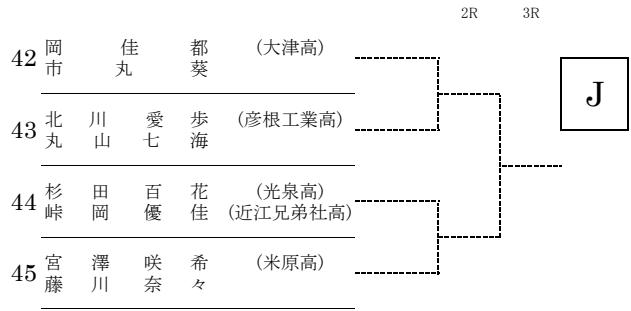 2R 3R
42 岡 佳 都 (大津高)
市 丸 葵
J
43 北 川 愛 歩 (彦根工業高)
丸 山 七 海
44 杉 田 百 花 (光泉高)
峠 岡 優 佳 (近江兄弟社高)
45 宮 澤 咲 希 (米原高)
藤 川 奈 々